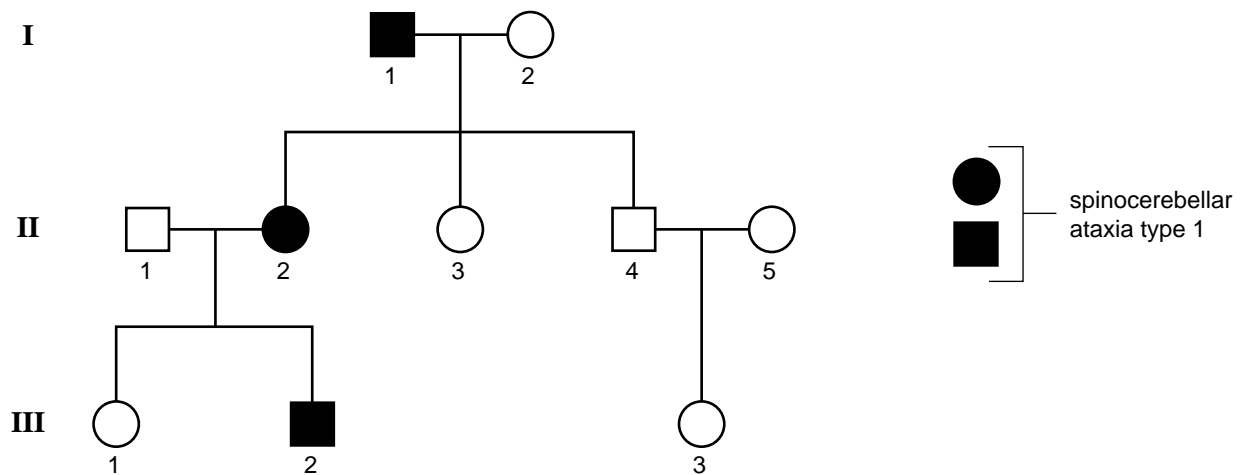 I
1 2
II
1 2 3 4 5
III
1 2 3
spinocerebellar
ataxia type 1